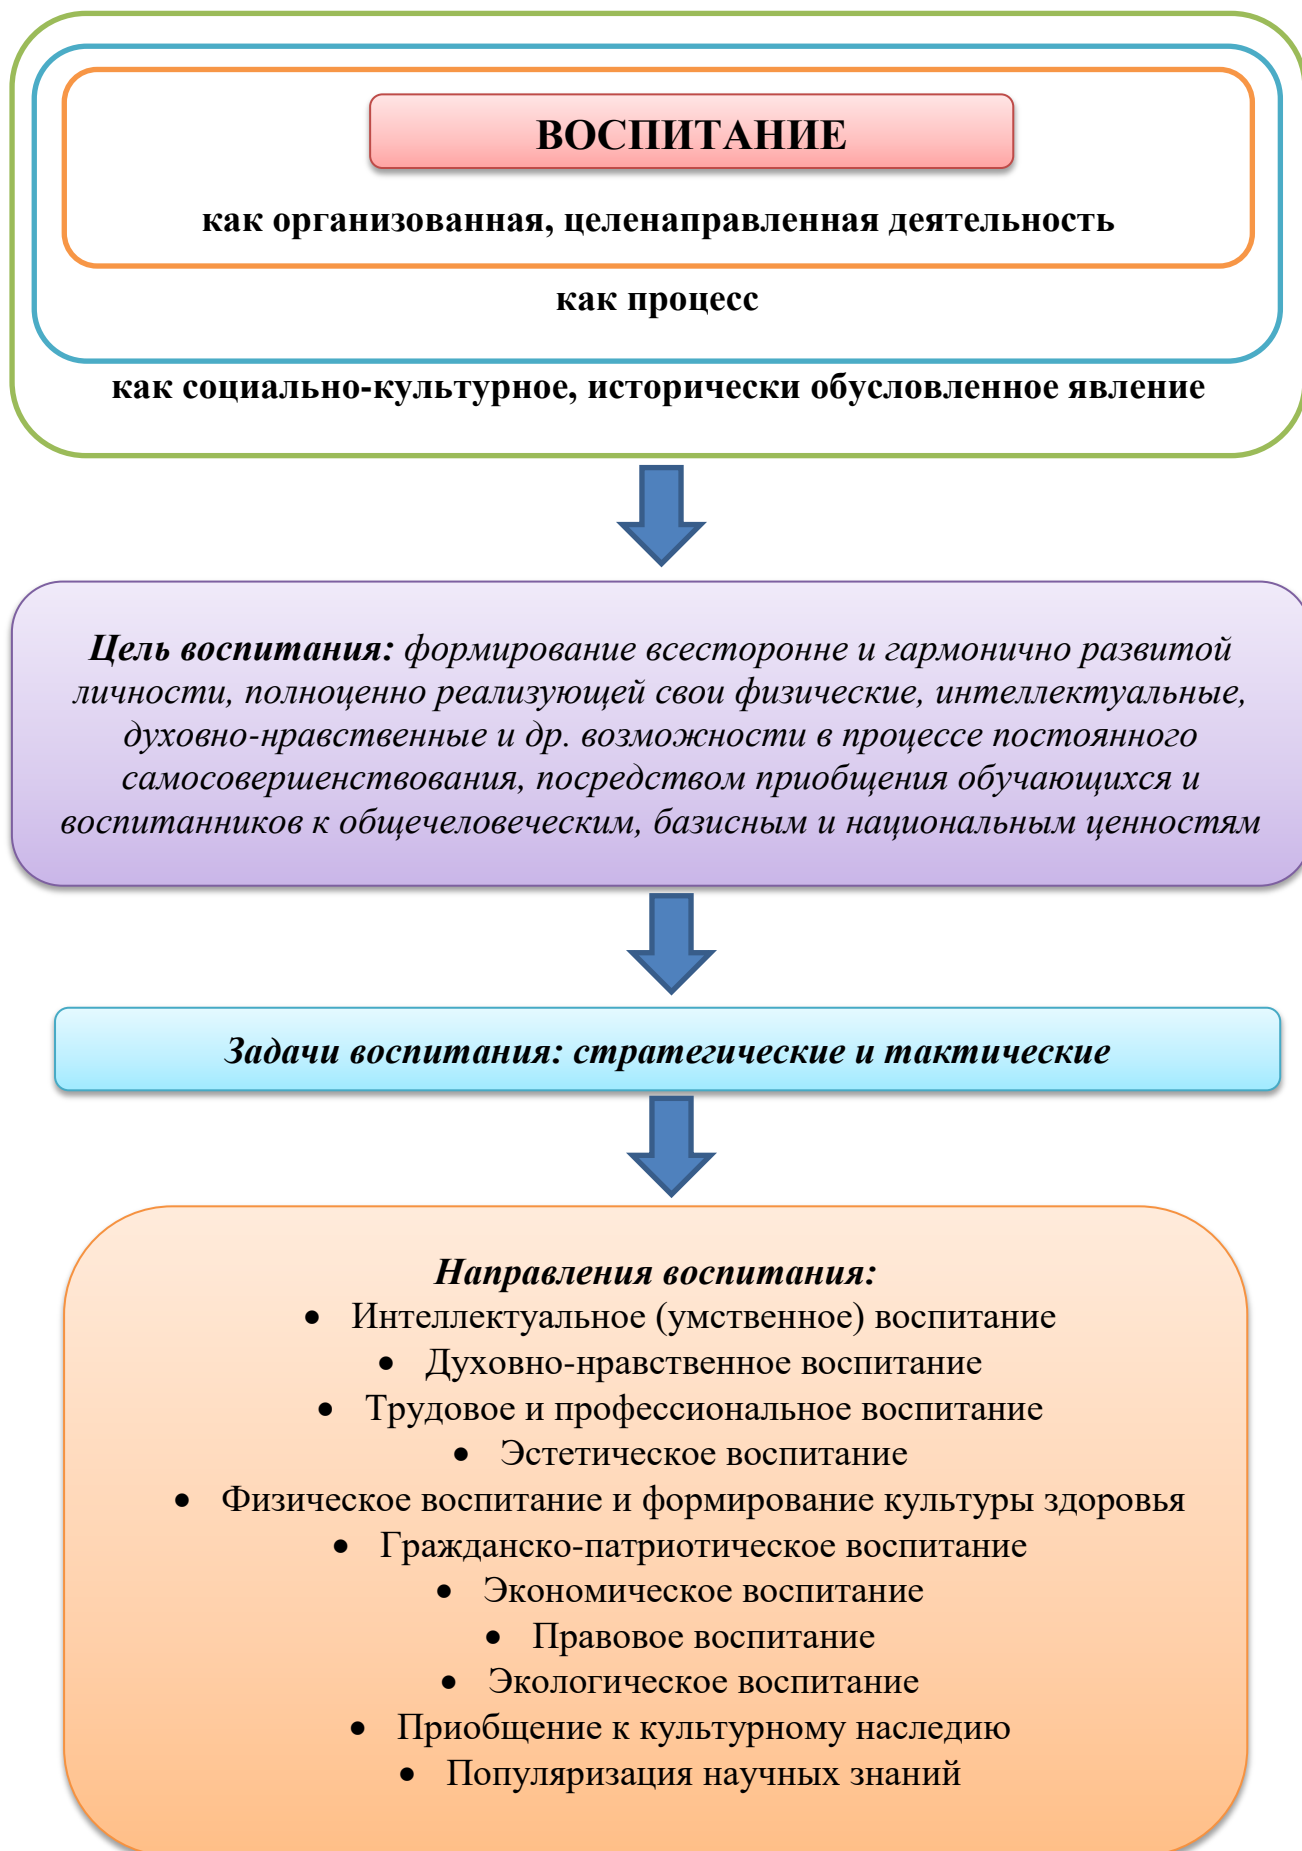 ВОСПИТАНИЕ
как организованная, целенаправленная деятельность
как процесс
как социально-культурное, исторически обусловленное явление
Цель воспитания: формирование всесторонне и гармонично развитой
личности, полноценно реализующей свои физические, интеллектуальные,
духовно-нравственные и др. возможности в процессе постоянного
самосовершенствования, посредством приобщения обучающихся и
воспитанников к общечеловеческим, базисным и национальным ценностям
Задачи воспитания: стратегические и тактические
Направления воспитания:
• Интеллектуальное (умственное) воспитание
• Духовно-нравственное воспитание
• Трудовое и профессиональное воспитание
• Эстетическое воспитание
• Физическое воспитание и формирование культуры здоровья
• Гражданско-патриотическое воспитание
• Экономическое воспитание
• Правовое воспитание
• Экологическое воспитание
• Приобщение к культурному наследию
• Популяризация научных знаний